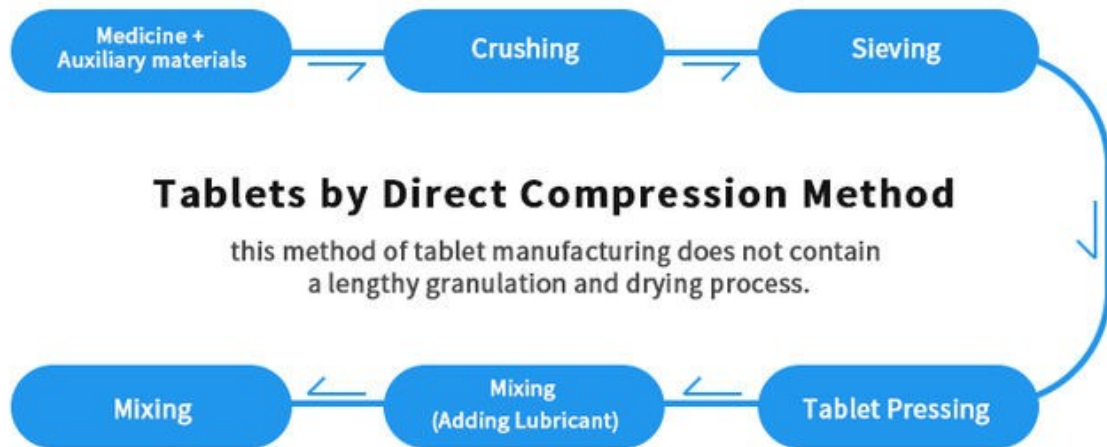 Medicine +
Auxiliary materials
Crushing
Sieving
Tablets by Direct Compression Method
this method of tablet manufacturing does not contain
a lengthy granulation and drying process.
Mixing
Mixing
(Adding Lubricant)
Tablet Pressing